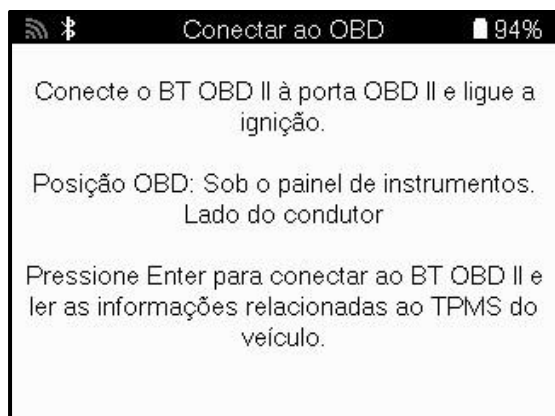 Conectar ao OBD 94%
Conecte o BT OBD II à porta OBD II e ligue a
ignição.
Posição OBD: Sob o painel de instrumentos.
Lado do condutor
Pressione Enter para conectar ao BT OBD II e
ler as informações relacionadas ao TPMS do
veículo.